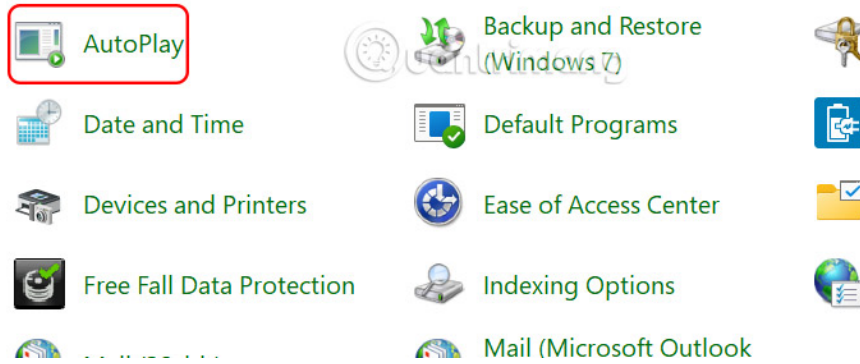 AutoPlay
Backup and Restore
(Windows 7)
Quantrimang
Date and Time
Default Programs
Devices and Printers
Ease of Access Center
Free Fall Data Protection
Indexing Options
Mail (Microsoft Outlook